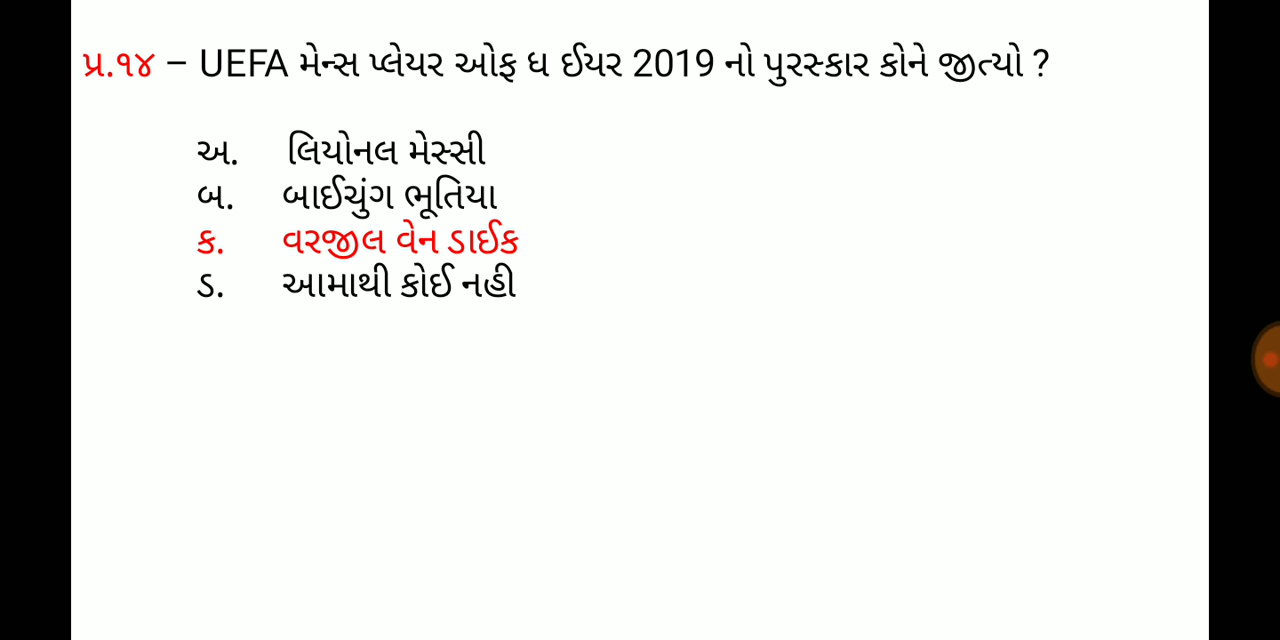 પ્ર.૧૪ – UEFA મેન્સ પ્લેયર ઓફ ધ ઈયર 2019 નો પુરસ્કાર કોને જીત્યો ?
અ. લિયોનલ મેસ્સી
બ. બાઈચુંગ ભૂતિયા
ક. વરજીલ વેન ડાઈક
ડ. આમાથી કોઈ નહી